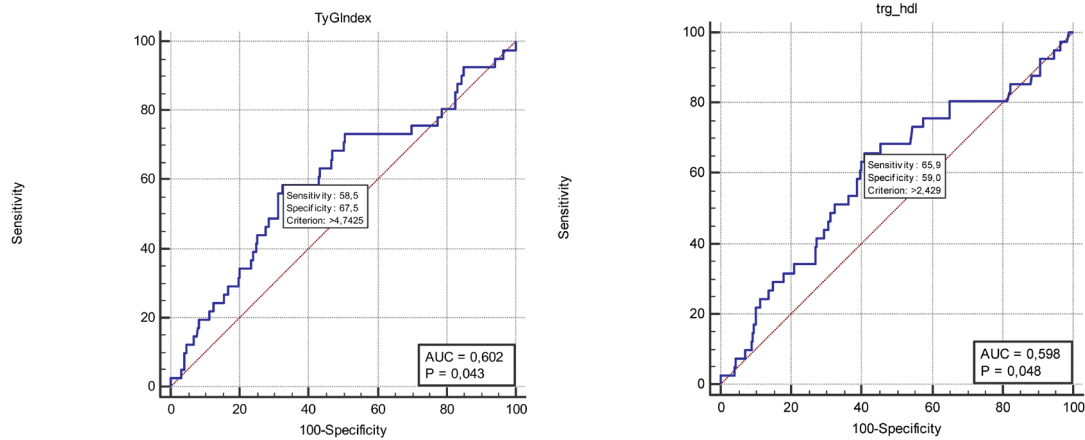 TyGIndex
Sensitivity
100
80
60
40
20
0
Sensitivity: 58,5
Specificity: 67,5
Criterion: >4,7425
AUC = 0,602
P = 0,043
0 20 40 60 80 100
100-Specificity
trg_hdl
Sensitivity
100
80
60
40
20
0
Sensitivity: 65,9
Specificity: 59,0
Criterion: >2,429
AUC = 0,598
P = 0,048
0 20 40 60 80 100
100-Specificity